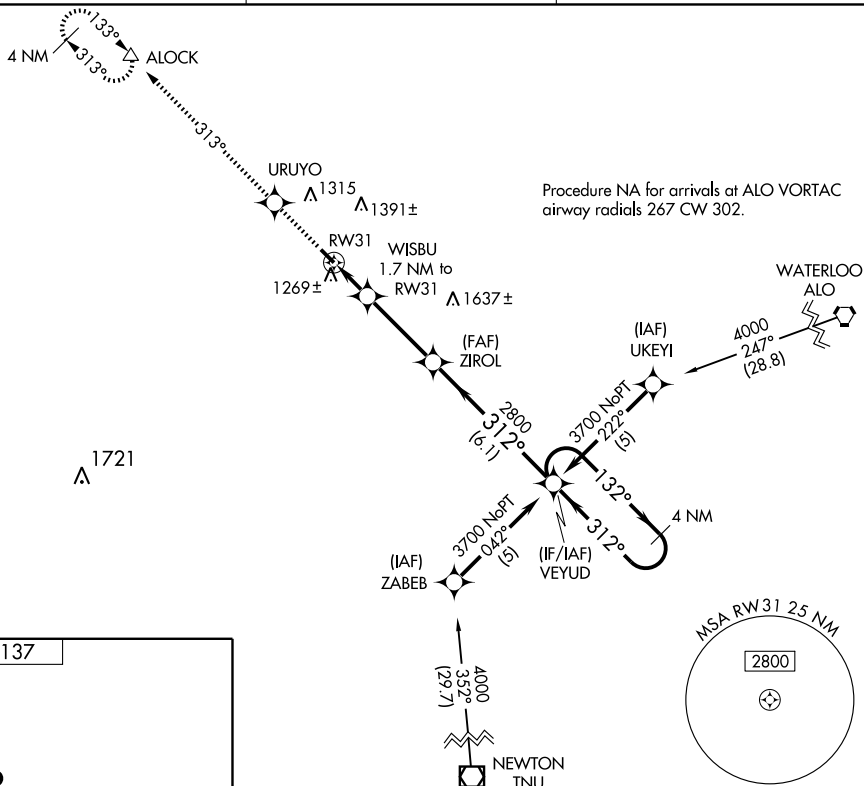 133°
4 NM
313°
ALOCK
313°
URUYO
1315
1391±
Procedure NA for arrivals at ALO VORTAC
airway radials 267 CW 302.
RW31
WISBU
1.7 NM to
RW31
1269±
1637±
WATERLOO
ALO
4000
247°
(28.8)
(IAF)
UKEYI
(FAF)
ZIROL
3700 NoPT
222°
(5)
2800
312°
(6.1)
1721
132°
4 NM
312°
3700 NoPT
042°
(5)
(IF/IAF)
VEYUD
(IAF)
ZABEB
MSA RW31 25 NM
2800
137
4000
352°
(29.7)
NEWTON
TNU